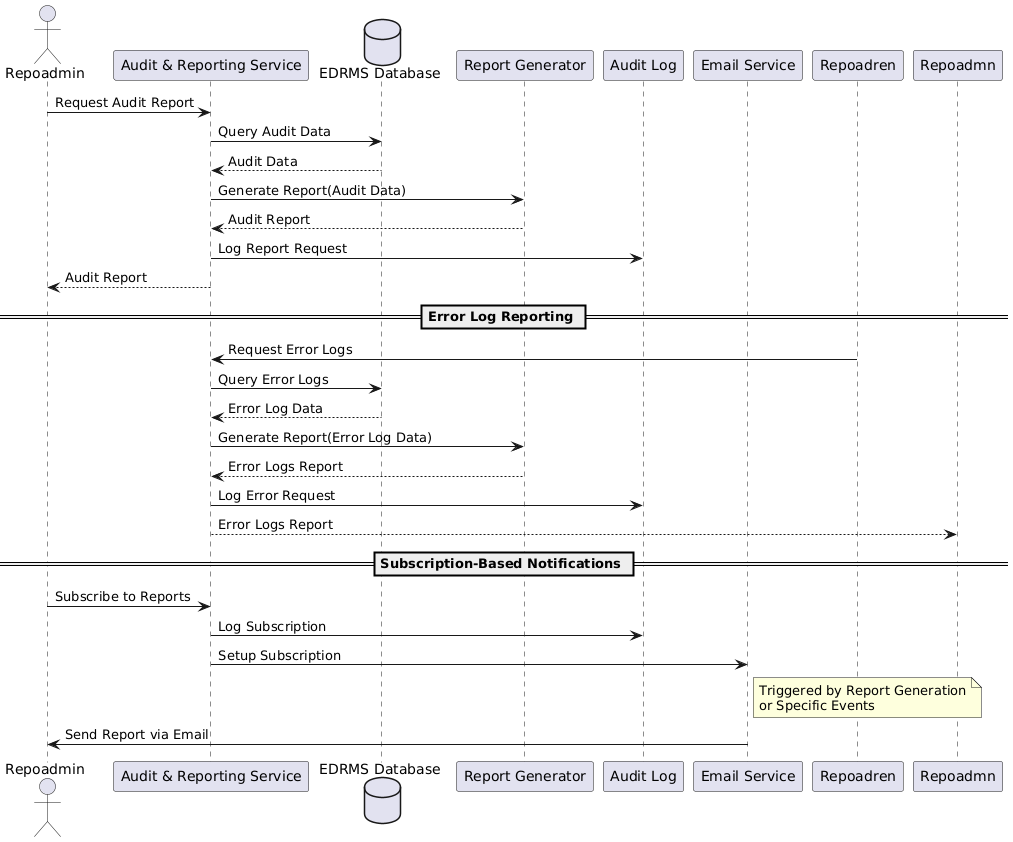 Repoadmin
Audit & Reporting Service
EDRMS Database
Report Generator
Audit Log
Email Service
Repoadren
Repoadmn
Request Audit Report
Query Audit Data
Audit Data
Generate Report(Audit Data)
Audit Report
Log Report Request
Audit Report
Error Log Reporting
Request Error Logs
Query Error Logs
Error Log Data
Generate Report(Error Log Data)
Error Logs Report
Log Error Request
Error Logs Report
Subscription-Based Notifications
Subscribe to Reports
Log Subscription
Setup Subscription
Triggered by Report Generation
or Specific Events
Send Report via Email
Repoadmin
Audit & Reporting Service
EDRMS Database
Report Generator
Audit Log
Email Service
Repoadren
Repoadmn